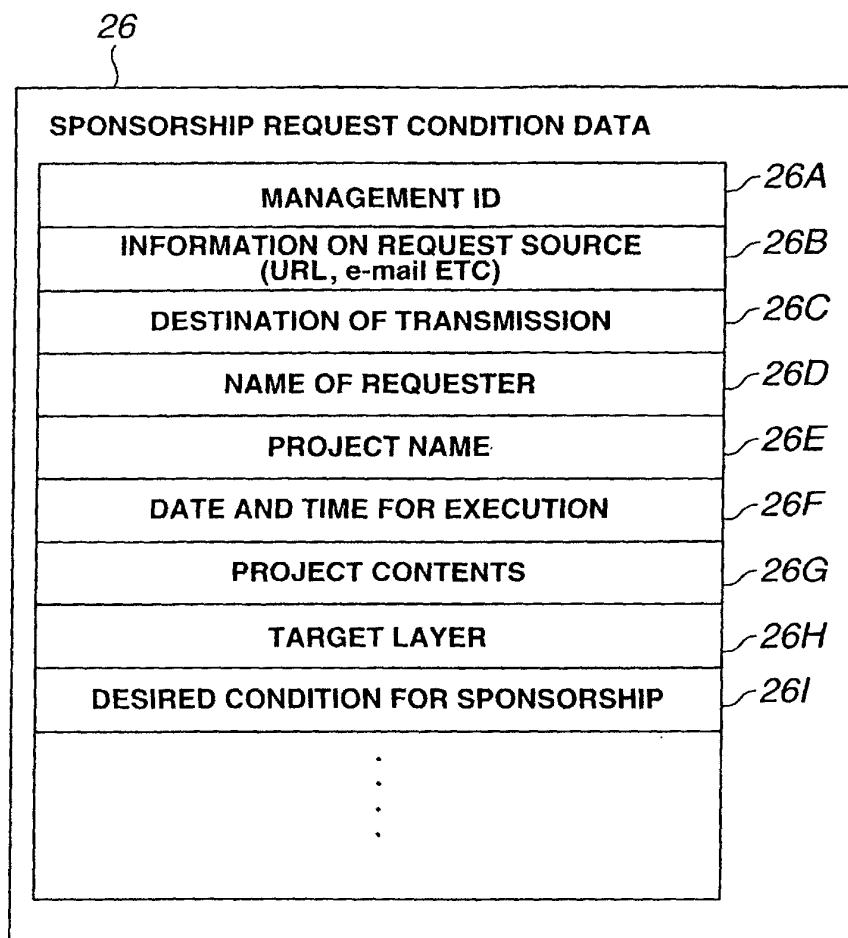 26
SPONSORSHIP REQUEST CONDITION DATA
MANAGEMENT ID
26A
INFORMATION ON REQUEST SOURCE
(URL, e-mail ETC)
26B
DESTINATION OF TRANSMISSION
26C
NAME OF REQUESTER
26D
PROJECT NAME
26E
DATE AND TIME FOR EXECUTION
26F
PROJECT CONTENTS
26G
TARGET LAYER
26H
DESIRED CONDITION FOR SPONSORSHIP
26I